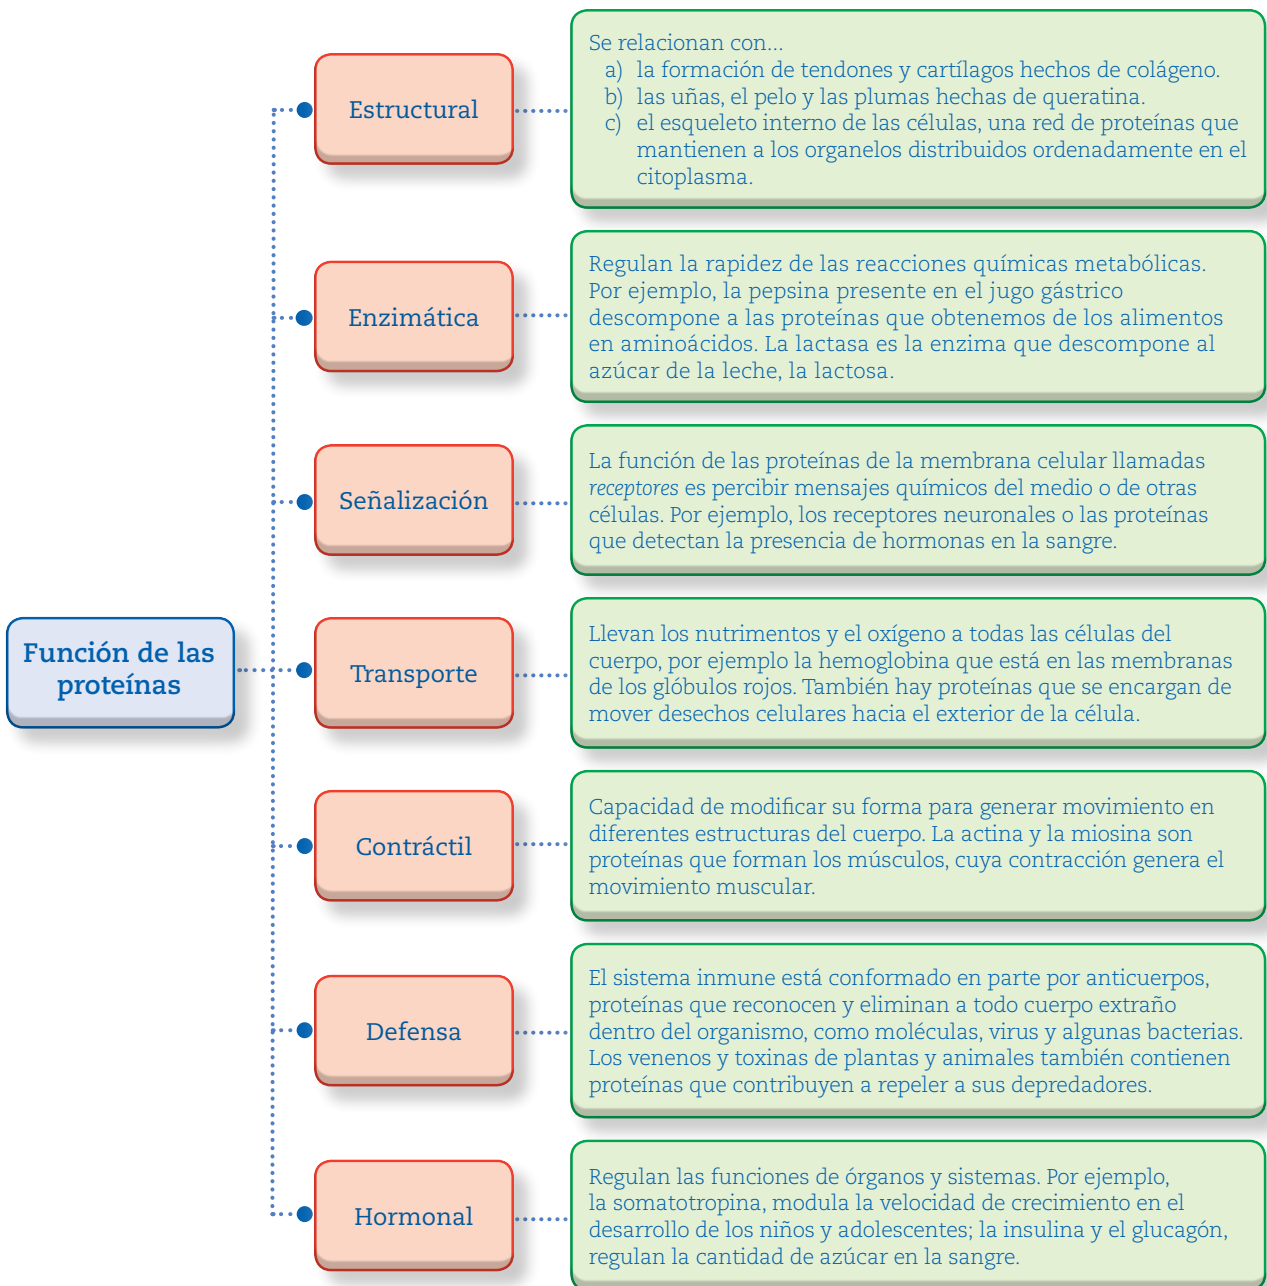 Función de las
proteínas
Estructural
Se relacionan con...
a) la formación de tendones y cartílagos hechos de colágeno.
b) las uñas, el pelo y las plumas hechas de queratina.
c) el esqueleto interno de las células, una red de proteínas que
mantienen a los organelos distribuidos ordenadamente en el
citoplasma.
Enzimática
Regulan la rapidez de las reacciones químicas metabólicas.
Por ejemplo, la pepsina presente en el jugo gástrico
descompone a las proteínas que obtenemos de los alimentos
en aminoácidos. La lactasa es la enzima que descompone al
azúcar de la leche, la lactosa.
Señalización
La función de las proteínas de la membrana celular llamadas
receptores es percibir mensajes químicos del medio o de otras
células. Por ejemplo, los receptores neuronales o las proteínas
que detectan la presencia de hormonas en la sangre.
Transporte
Llevan los nutrimentos y el oxígeno a todas las células del
cuerpo, por ejemplo la hemoglobina que está en las membranas
de los glóbulos rojos. También hay proteínas que se encargan de
mover desechos celulares hacia el exterior de la célula.
Contráctil
Capacidad de modificar su forma para generar movimiento en
diferentes estructuras del cuerpo. La actina y la miosina son
proteínas que forman los músculos, cuya contracción genera el
movimiento muscular.
Defensa
El sistema inmune está conformado en parte por anticuerpos,
proteínas que reconocen y eliminan a todo cuerpo extraño
dentro del organismo, como moléculas, virus y algunas bacterias.
Los venenos y toxinas de plantas y animales también contienen
proteínas que contribuyen a repeler a sus depredadores.
Hormonal
Regulan las funciones de órganos y sistemas. Por ejemplo,
la somatotropina, modula la velocidad de crecimiento en el
desarrollo de los niños y adolescentes; la insulina y el glucagón,
regulan la cantidad de azúcar en la sangre.